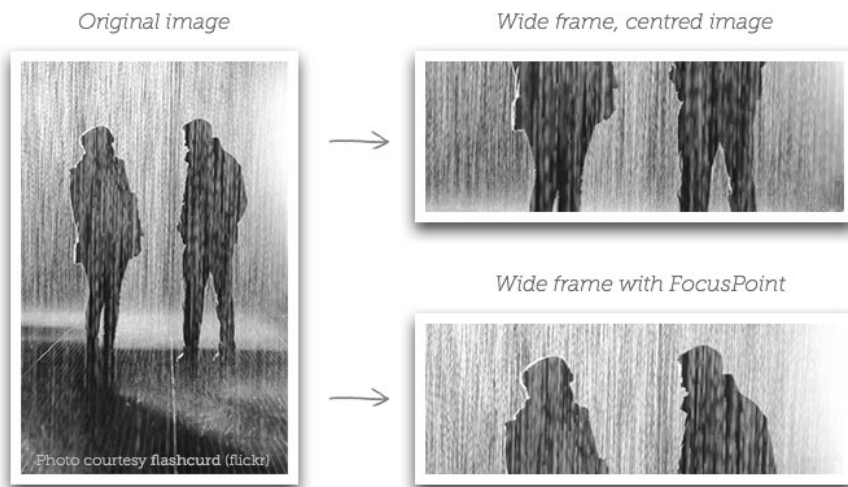 Original image
Wide frame, centred image
Wide frame with FocusPoint
Photo courtesy flashcurd (flickr)